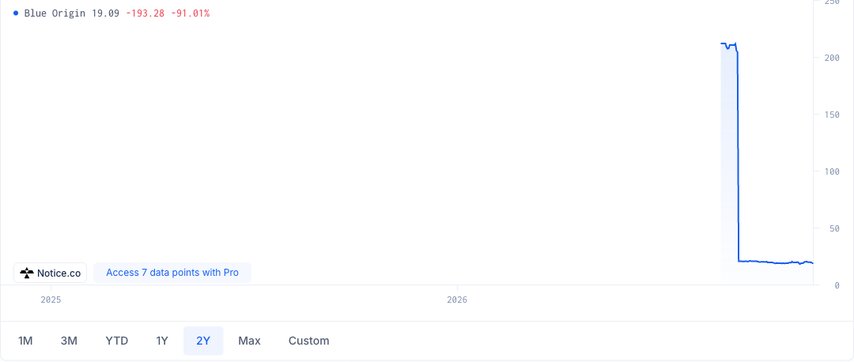 250
Blue Origin 19.09 -193.28 -91.01%
200
150
100
50
Notice.co Access 7 data points with Pro
0
2025 2026
1M 3M YTD 1Y 2Y Max Custom